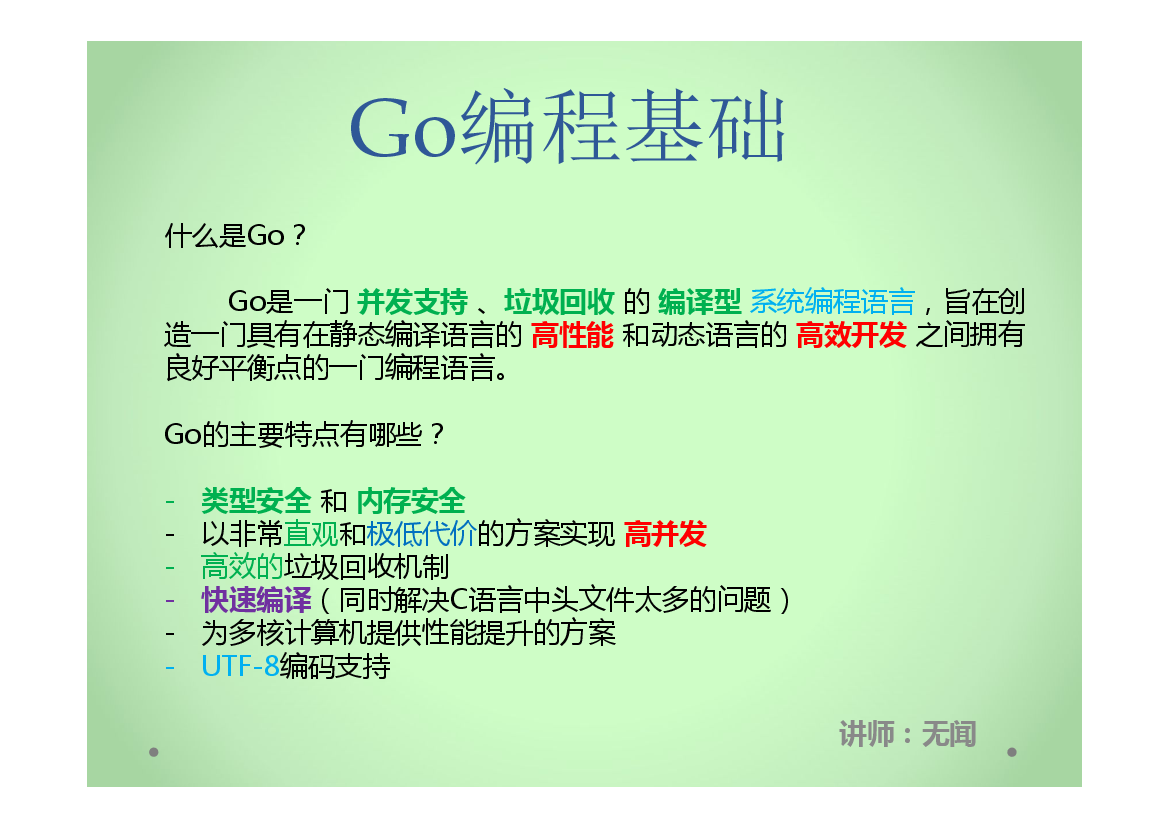 Go编程基础
什么是Go？
Go是一门 并发支持 、垃圾回收 的 编译型 系统编程语言，旨在创
造一门具有在静态编译语言的 高性能 和动态语言的 高效开发 之间拥有
良好平衡点的一门编程语言。
Go的主要特点有哪些？
- 类型安全 和 内存安全
- 以非常直观和极低代价的方案实现 高并发
- 高效的垃圾回收机制
- 快速编译（同时解决C语言中头文件太多的问题）
- 为多核计算机提供性能提升的方案
- UTF-8编码支持
讲师：无闻